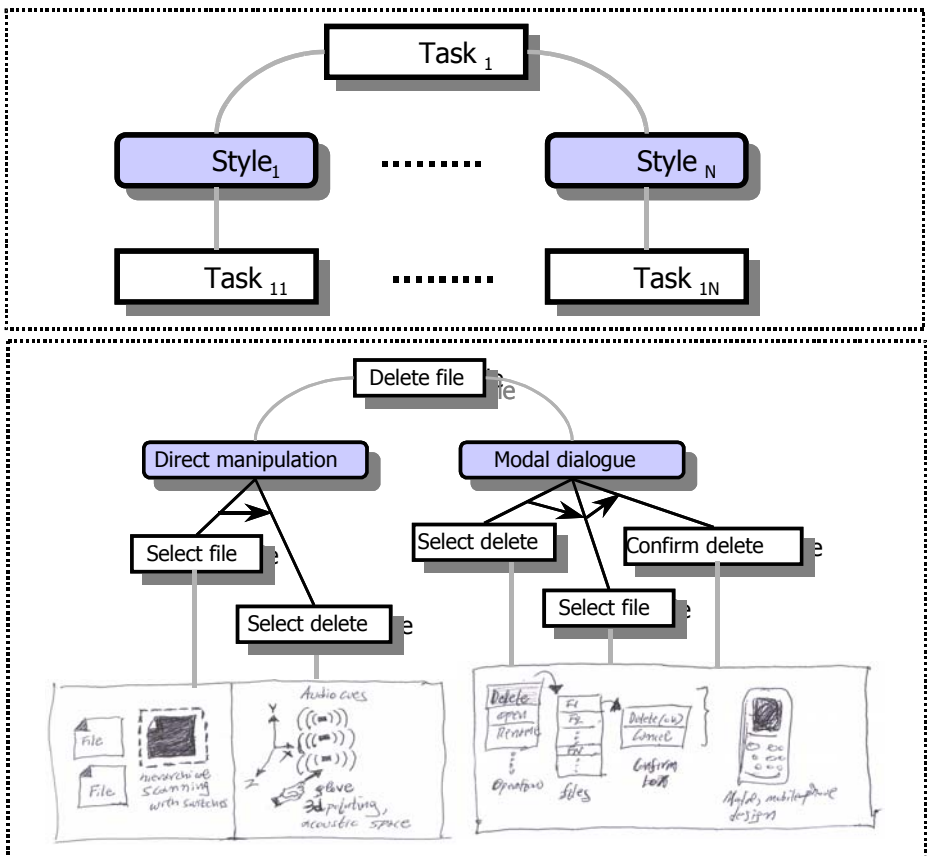 Task 1
Style1
Style N
Task 11
Task 1N
Delete file
Direct manipulation
Modal dialogue
Select file
Select delete
Select delete
Select file
Confirm delete
File
File
hierarchical
scanning
with switches
Audio cues
Y
X
Z
glove
3d pointing,
acoustic space
Delete
open
Rename
Operations
F1
F2
FN
files
Delete(ok)
Cancel
Confirm
box
design